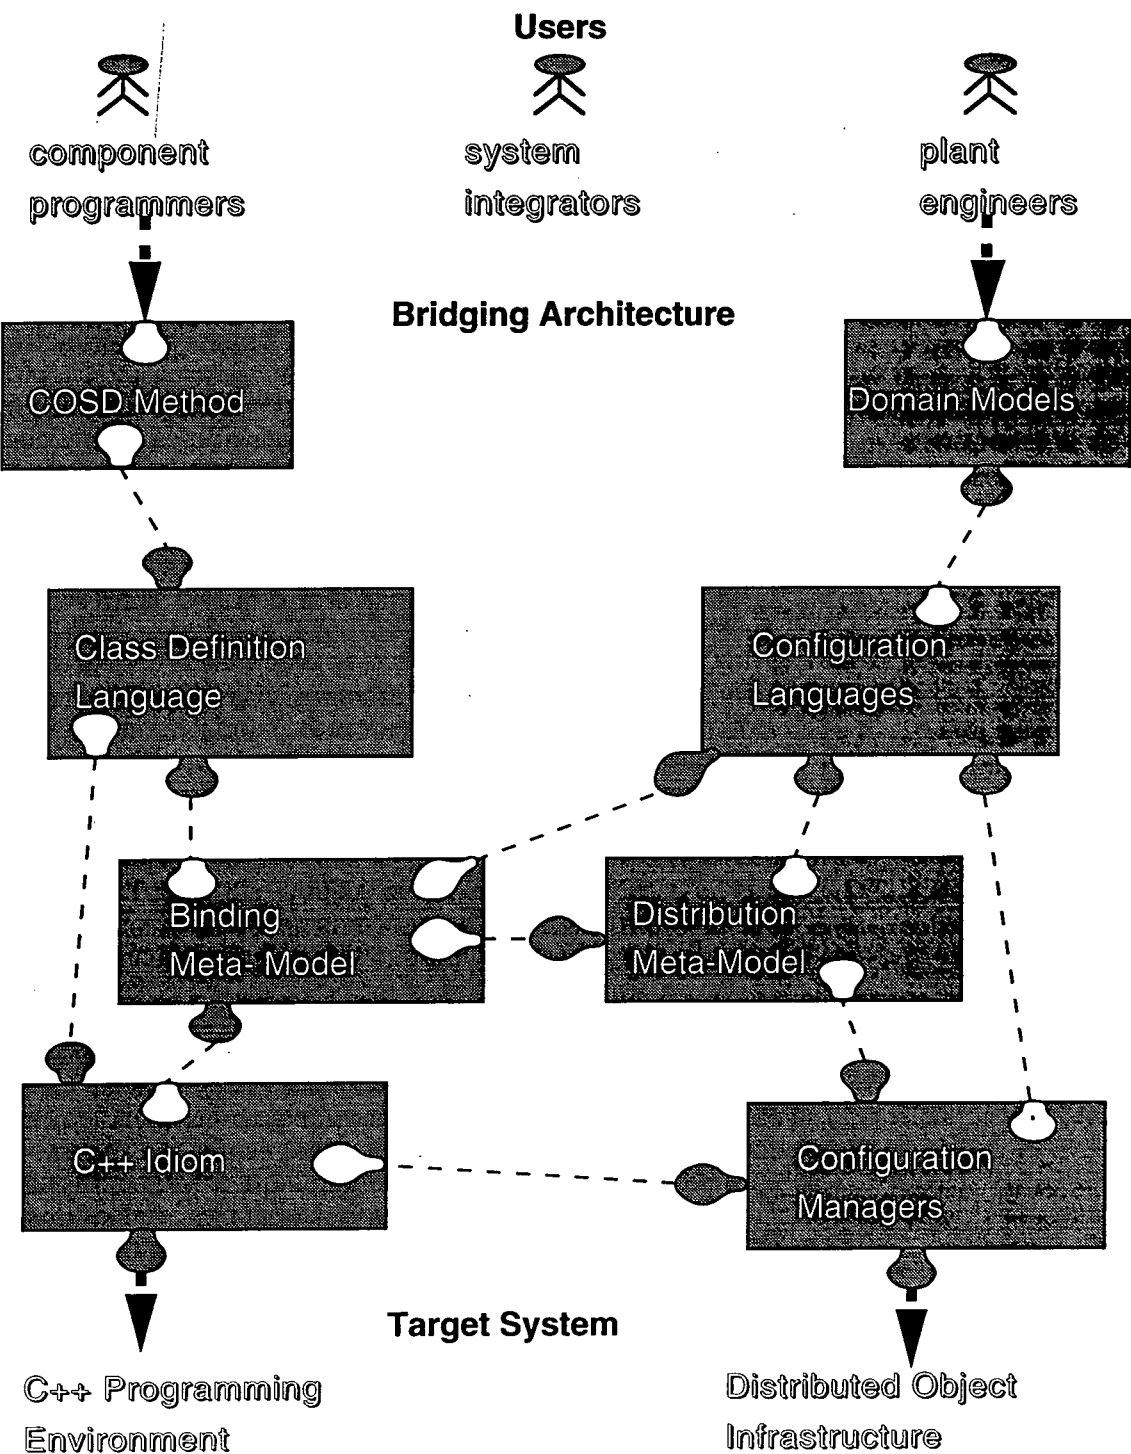 Users
component
programmers
system
integrators
plant
engineers
Bridging Architecture
COSD Method
Domain Models
Class Definition
Language
Configuration
Languages
Binding
Meta- Model
Distribution
Meta-Model
C++ Idiom
Configuration
Managers
Target System
C++ Programming
Environment
Distributed Object
Infrastructure